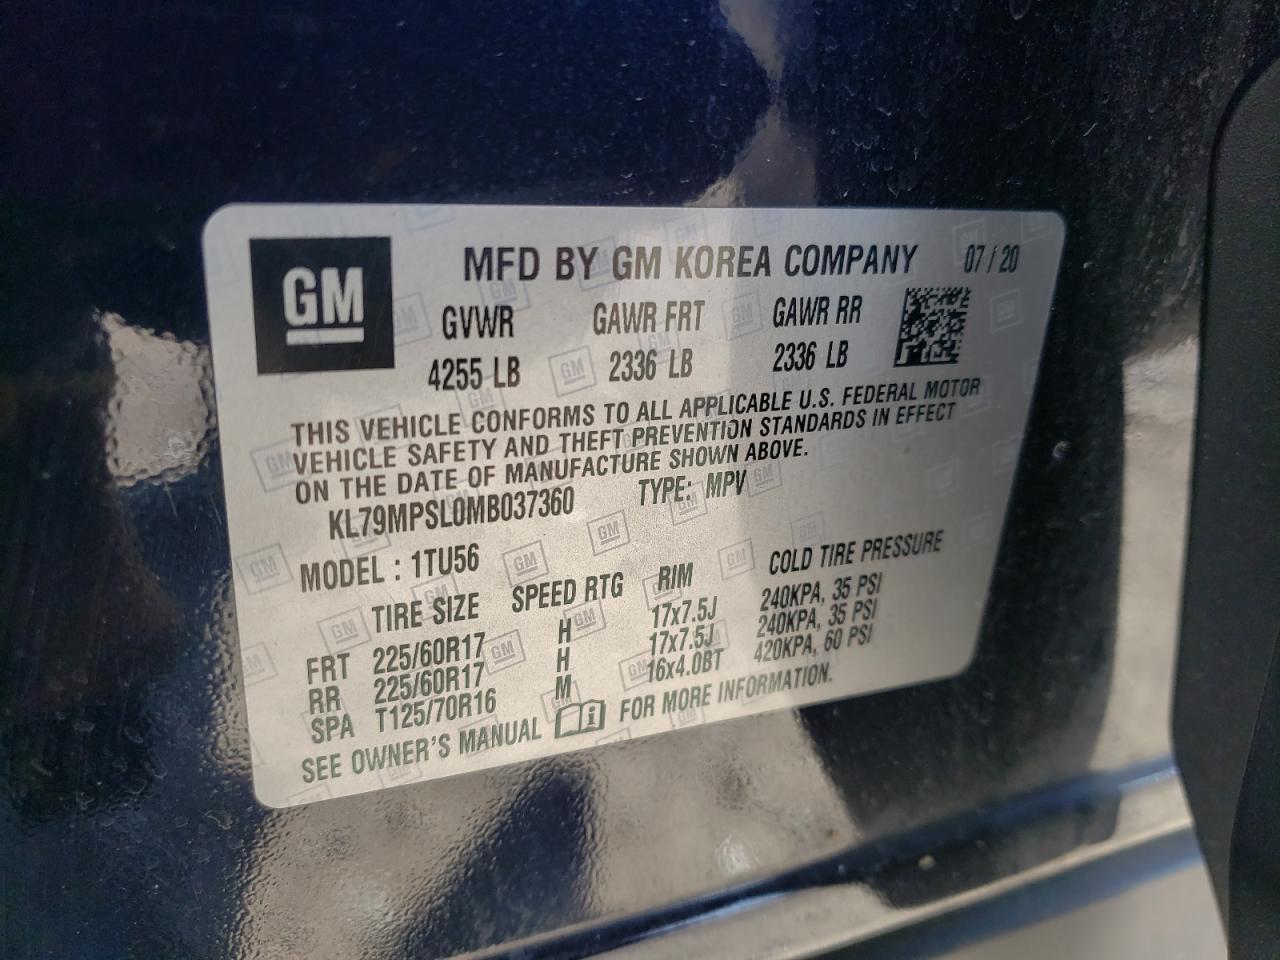 GM
MFD BY GM KOREA COMPANY 07 / 20
GVWR GAWR FRT GAWR RR
4255 LB 2336 LB 2336 LB
THIS VEHICLE CONFORMS TO ALL APPLICABLE U.S. FEDERAL MOTOR
VEHICLE SAFETY AND THEFT PREVENTION STANDARDS IN EFFECT
ON THE DATE OF MANUFACTURE SHOWN ABOVE.
KL79MPSL0MB037360 TYPE: MPV
MODEL : 1TU56
TIRE SIZE SPEED RTG RIM COLD TIRE PRESSURE
FRT 225/60R17 H 17x7.5J 240KPA, 35 PSI
RR 225/60R17 H 17x7.5J 240KPA, 35 PSI
SPA T125/70R16 M 16x4.0BT 420KPA, 60 PSI
SEE OWNER'S MANUAL FOR MORE INFORMATION.